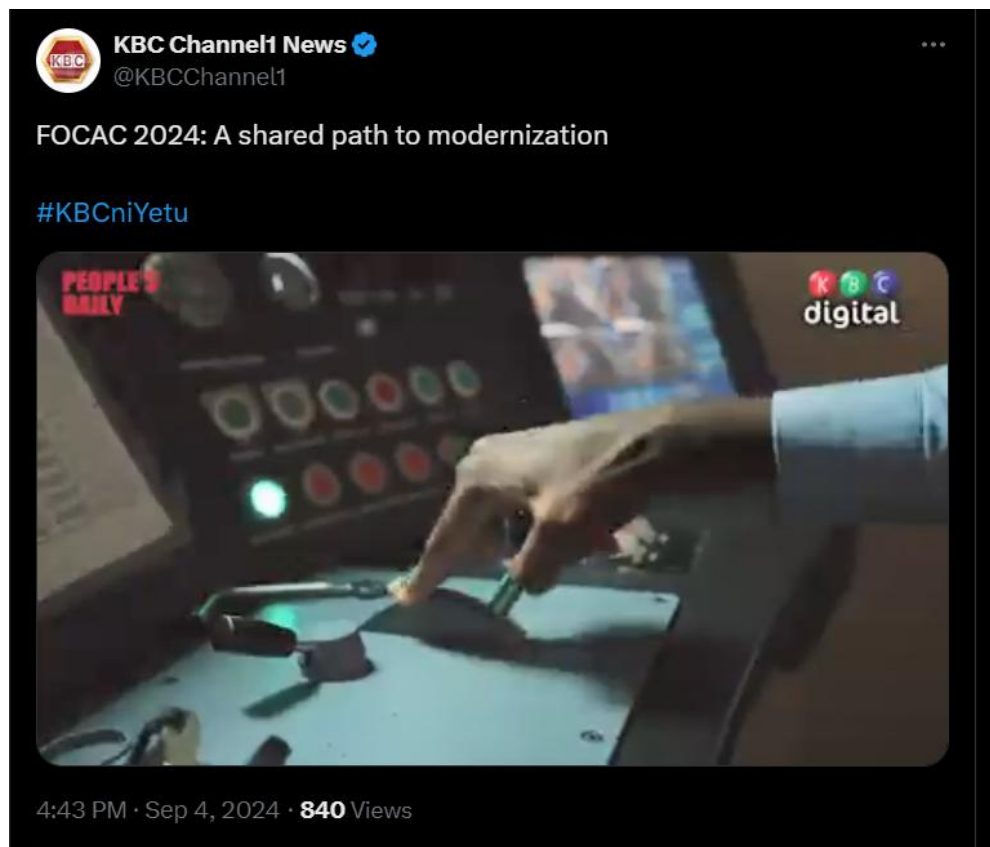 KBC Channel1 News
KBC
@KBCChannel1
FOCAC 2024: A shared path to modernization
#KBCniYetu
PEOPLE'S
DAILY
K B C
digital
4:43 PM · Sep 4, 2024 · 840 Views